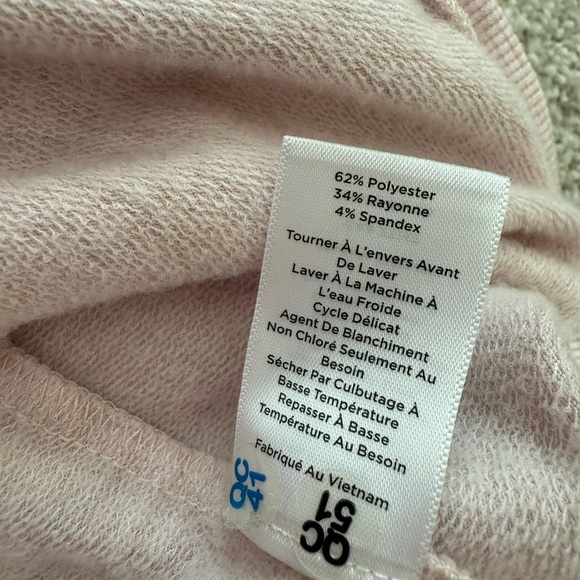 62% Polyester
34% Rayonne
4% Spandex
Tourner À L'envers Avant
De Laver
Laver À La Machine À
L'eau Froide
Cycle Délicat
Agent De Blanchiment
Non Chloré Seulement Au
Besoin
Sécher Par Culbutage À
Basse Température
Repasser À Basse
Température Au Besoin
Fabriqué Au Vietnam
QC
41
QC
51